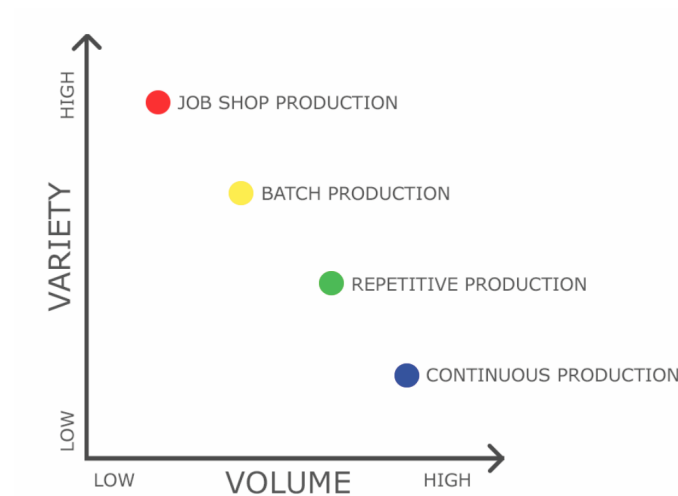 HIGH
JOB SHOP PRODUCTION
BATCH PRODUCTION
VARIETY
REPETITIVE PRODUCTION
CONTINUOUS PRODUCTION
LOW
LOW
VOLUME
HIGH